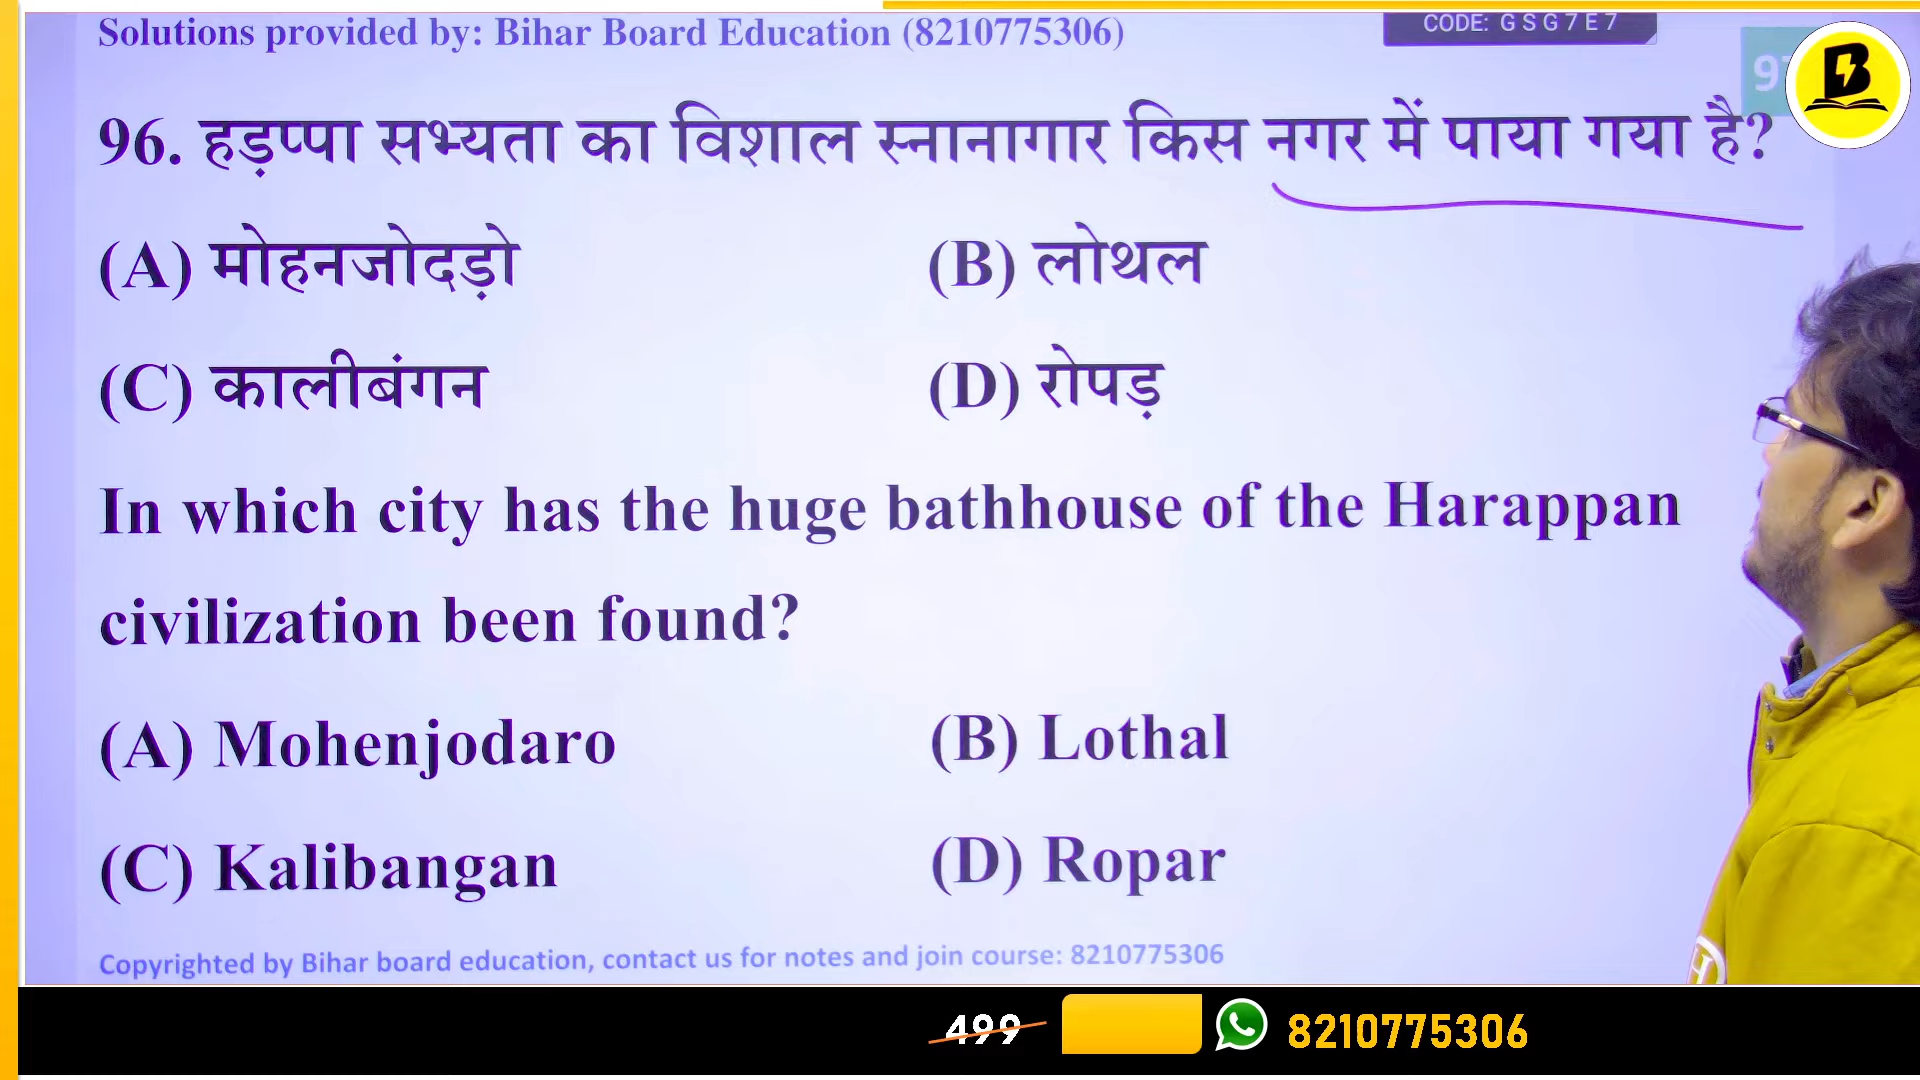 Solutions provided by: Bihar Board Education (8210775306)
CODE: G S G 7 E 7
96. हड़प्पा सभ्यता का विशाल स्नानागार किस नगर में पाया गया है?
(A) मोहनजोदड़ो (B) लोथल
(C) कालीबंगन (D) रोपड़
In which city has the huge bathhouse of the Harappan
civilization been found?
(A) Mohenjodaro (B) Lothal
(C) Kalibangan (D) Ropar
Copyrighted by Bihar board education, contact us for notes and join course: 8210775306
499 8210775306